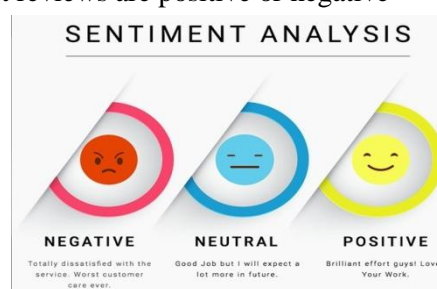 t reviews are positive or negative
SENTIMENT ANALYSIS
NEGATIVE
Totally dissatisfied with the
service. Worst customer
care ever.
NEUTRAL
Good Job but I will expect a
lot more in future.
POSITIVE
Brilliant effort guys! Love
Your Work.